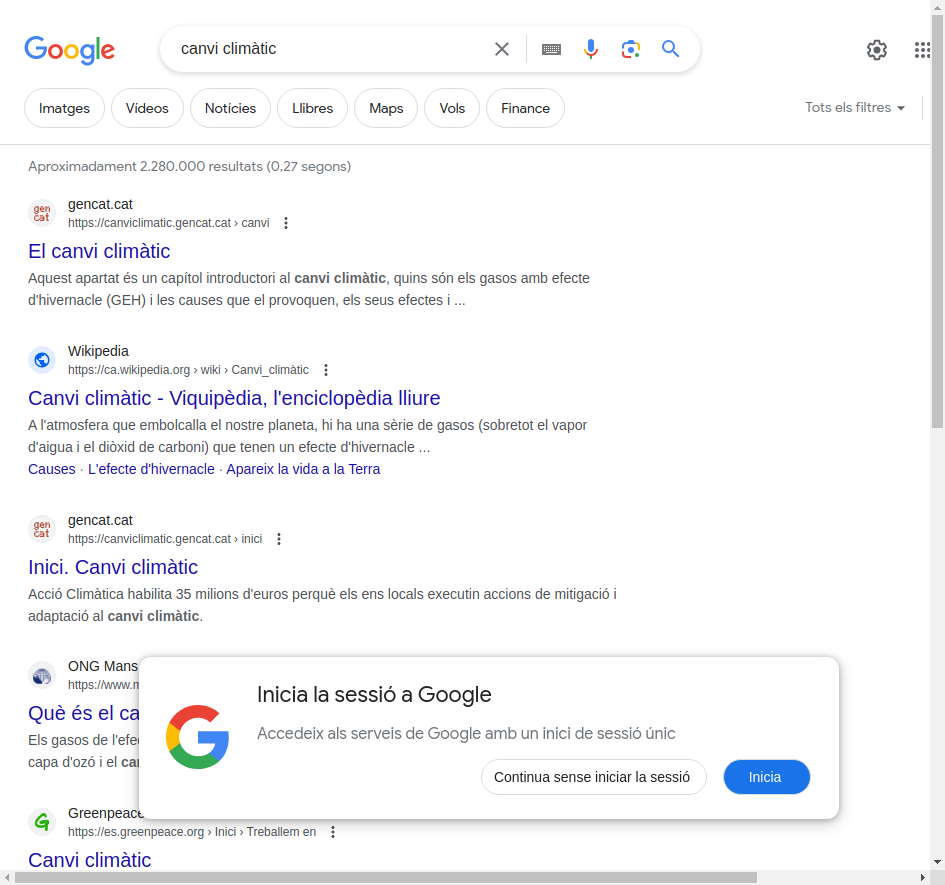 Google
canvi climàtic
Imatges
Vídeos
Notícies
Llibres
Maps
Vols
Finance
Tots els filtres
Aproximadament 2.280.000 resultats (0,27 segons)
gen
cat
gencat.cat
https://canviclimatic.gencat.cat › canvi
El canvi climàtic
Aquest apartat és un capítol introductori al canvi climàtic, quins són els gasos amb efecte
d'hivernacle (GEH) i les causes que el provoquen, els seus efectes i ...
Wikipedia
https://ca.wikipedia.org › wiki › Canvi_climàtic
Canvi climàtic - Viquipèdia, l'enciclopèdia lliure
A l'atmosfera que embolcalla el nostre planeta, hi ha una sèrie de gasos (sobretot el vapor
d'aigua i el diòxid de carboni) que tenen un efecte d'hivernacle ...
Causes · L'efecte d'hivernacle · Apareix la vida a la Terra
gen
cat
gencat.cat
https://canviclimatic.gencat.cat › inici
Inici. Canvi climàtic
Acció Climàtica habilita 35 milions d'euros perquè els ens locals executin accions de mitigació i
adaptació al canvi climàtic.
ONG Mans
https://www.m
Què és el ca
Els gasos de l'efe
capa d'ozó i el ca
Inicia la sessió a Google
Accedeix als serveis de Google amb un inici de sessió únic
Continua sense iniciar la sessió
Inicia
Greenpeace
https://es.greenpeace.org › Inici › Treballem en
Canvi climàtic